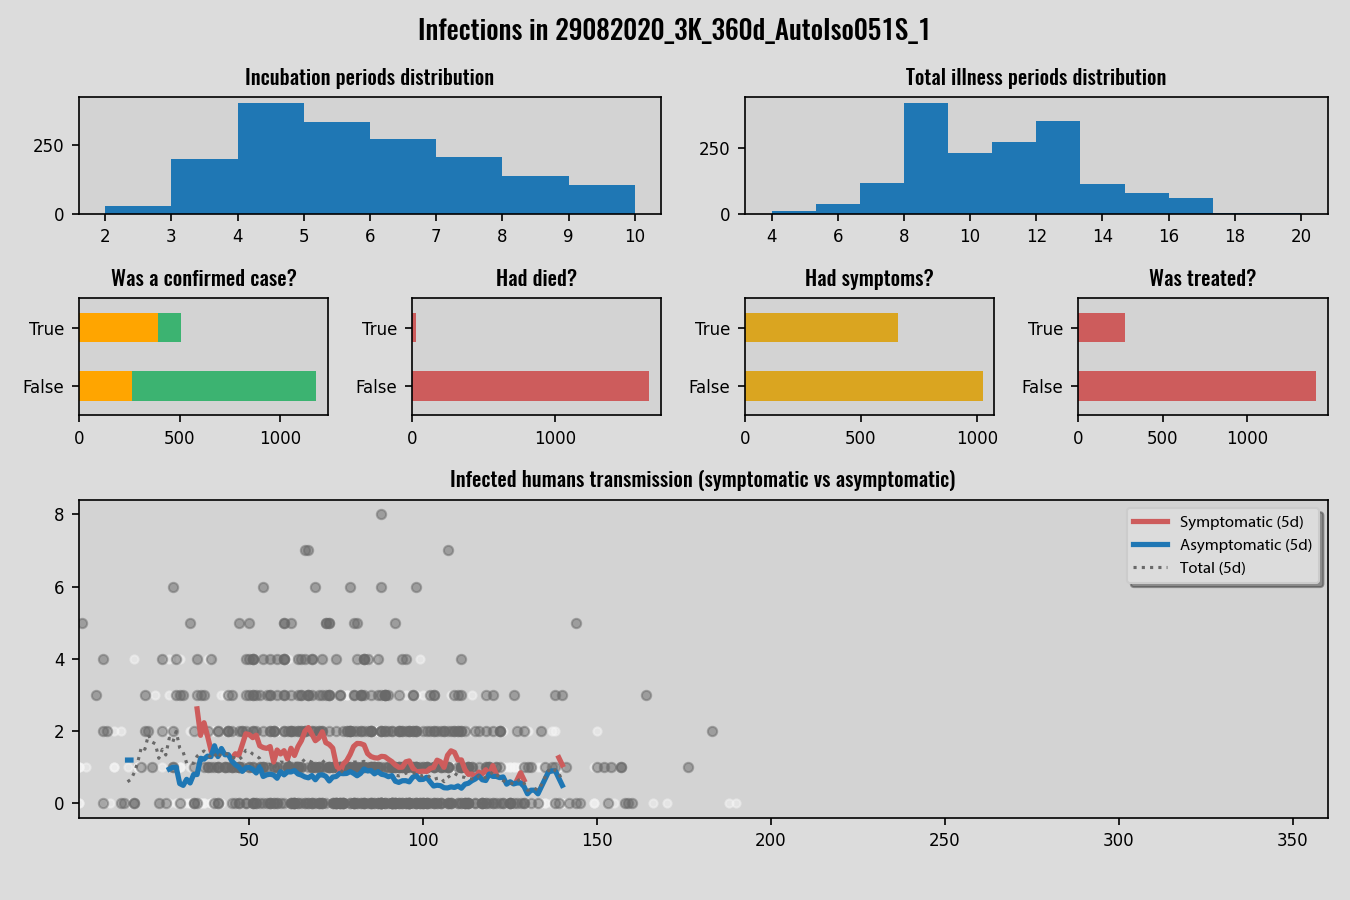 Infections in 29082020_3K_360d_AutoIso051S_1
Incubation periods distribution
Total illness periods distribution
250
0
2 3 4 5 6 7 8 9 10
250
0
4 6 8 10 12 14 16 18 20
Was a confirmed case?
Had died?
Had symptoms?
Was treated?
True
False
0 500 1000
True
False
0 1000
True
False
0 500 1000
True
False
0 500 1000
Infected humans transmission (symptomatic vs asymptomatic)
8
6
4
2
0
Symptomatic (5d)
Asymptomatic (5d)
Total (5d)
50 100 150 200 250 300 350